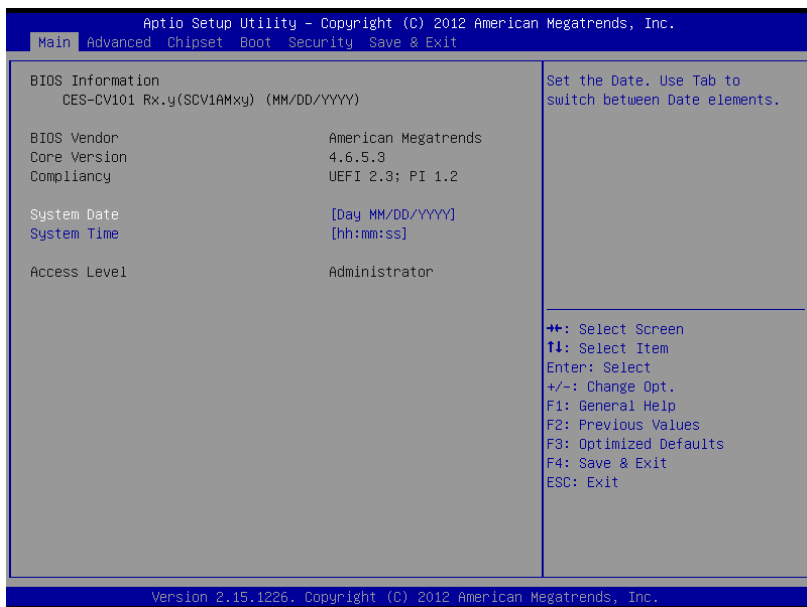 Aptio Setup Utility – Copyright (C) 2012 American Megatrends, Inc.
Main Advanced Chipset Boot Security Save & Exit
BIOS Information
CES-CV101 Rx.y(SCV1AMxy) (MM/DD/YYYY)
BIOS Vendor American Megatrends
Core Version 4.6.5.3
Compliancy UEFI 2.3; PI 1.2
System Date [Day MM/DD/YYYY]
System Time [hh:mm:ss]
Access Level Administrator
Set the Date. Use Tab to
switch between Date elements.
→←: Select Screen
↑↓: Select Item
Enter: Select
+/-: Change Opt.
F1: General Help
F2: Previous Values
F3: Optimized Defaults
F4: Save & Exit
ESC: Exit
Version 2.15.1226. Copyright (C) 2012 American Megatrends, Inc.